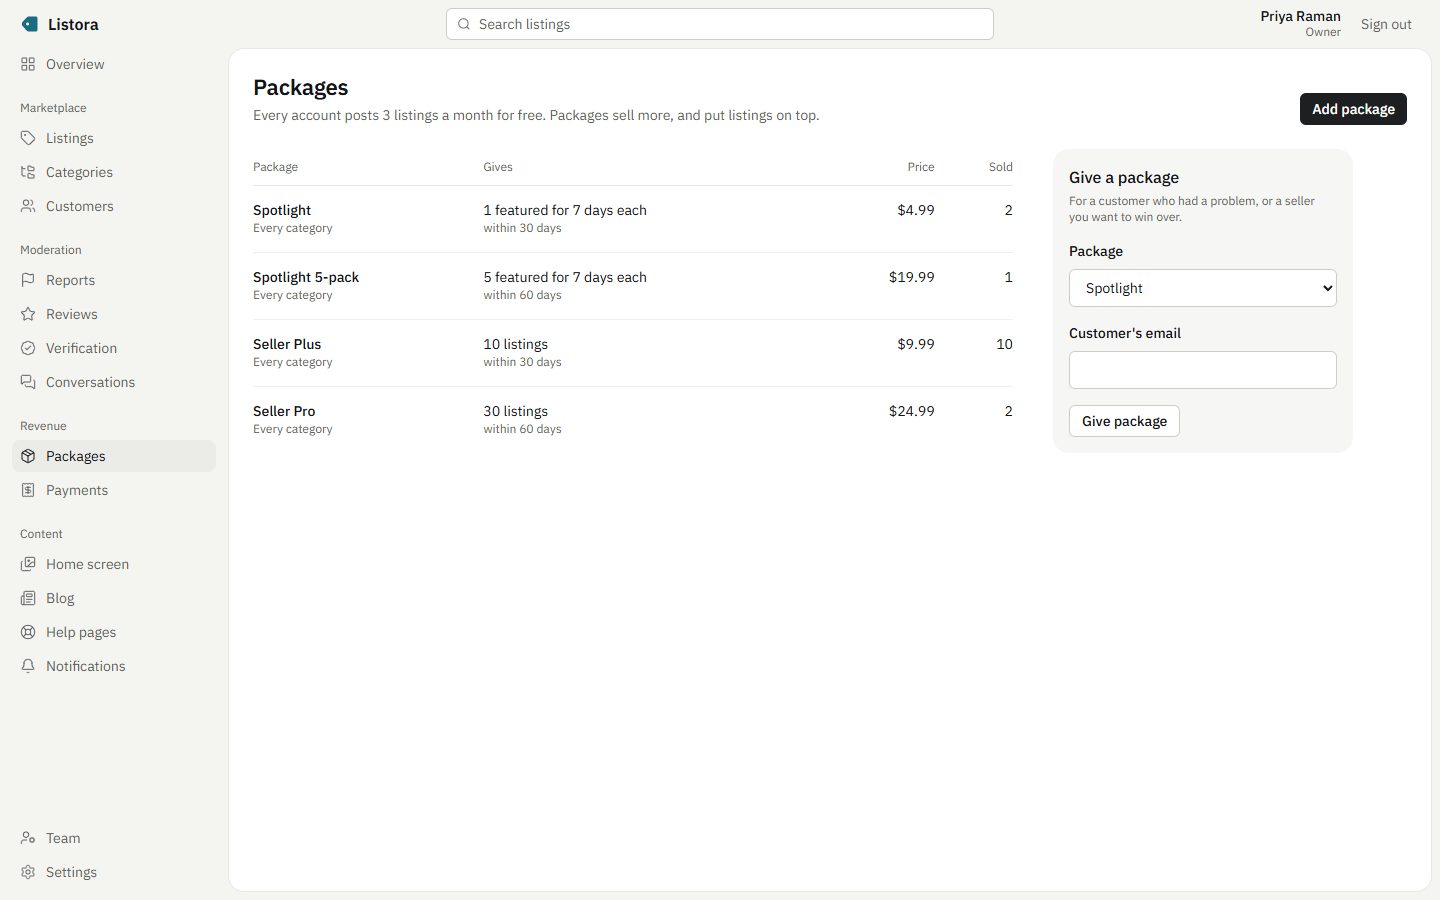 Listora
Search listings
Priya Raman
Owner
Sign out
Overview
Marketplace
Listings
Categories
Customers
Moderation
Reports
Reviews
Verification
Conversations
Revenue
Packages
Payments
Content
Home screen
Blog
Help pages
Notifications
Team
Settings
Packages
Every account posts 3 listings a month for free. Packages sell more, and put listings on top.
Add package
Package Gives Price Sold
Spotlight 1 featured for 7 days each $4.99 2
Every category within 30 days
Spotlight 5-pack 5 featured for 7 days each $19.99 1
Every category within 60 days
Seller Plus 10 listings $9.99 10
Every category within 30 days
Seller Pro 30 listings $24.99 2
Every category within 60 days
Give a package
For a customer who had a problem, or a seller
you want to win over.
Package
Spotlight
Customer's email
Give package